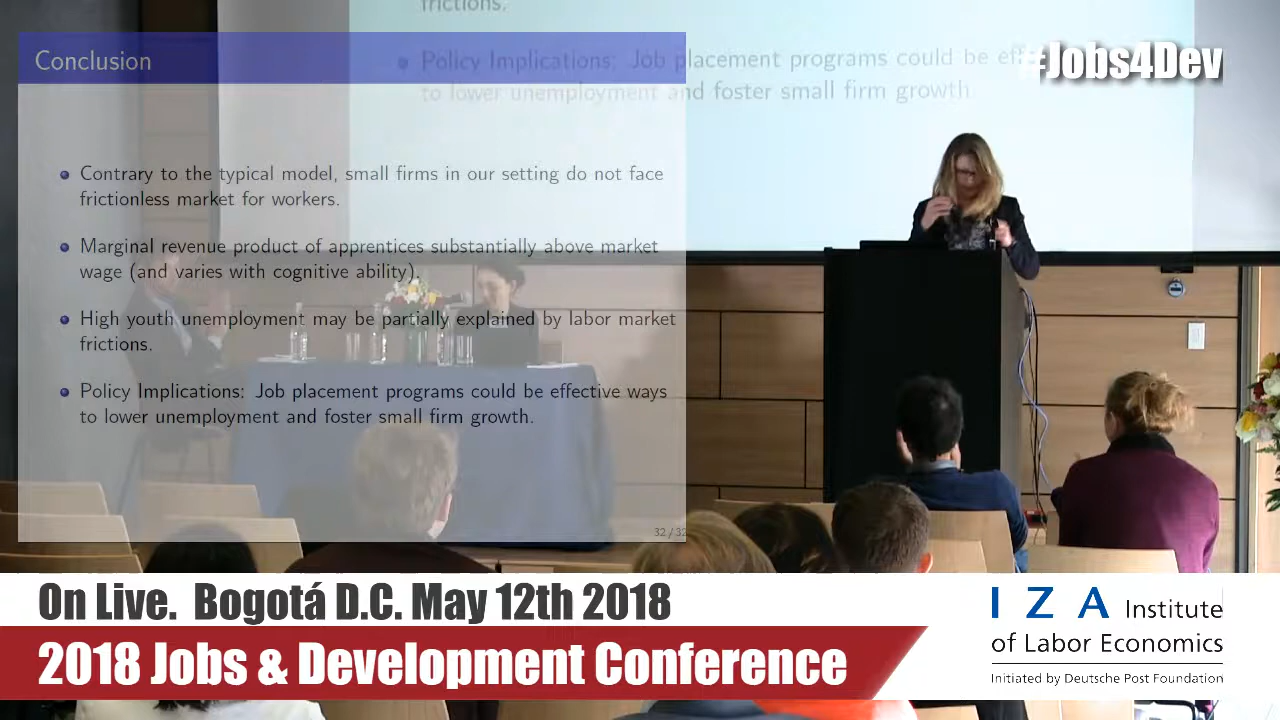 frictions,
Policy Implications: Job placement programs could be ef
to lower unemployment and foster small firm growth.
#Jobs4Dev
Conclusion
Contrary to the typical model, small firms in our setting do not face
frictionless market for workers.
Marginal revenue product of apprentices substantially above market
wage (and varies with cognitive ability).
High youth unemployment may be partially explained by labor market
frictions.
Policy Implications: Job placement programs could be effective ways
to lower unemployment and foster small firm growth.
32 / 32
On Live. Bogotá D.C. May 12th 2018
2018 Jobs & Development Conference
I Z A Institute
of Labor Economics
Initiated by Deutsche Post Foundation